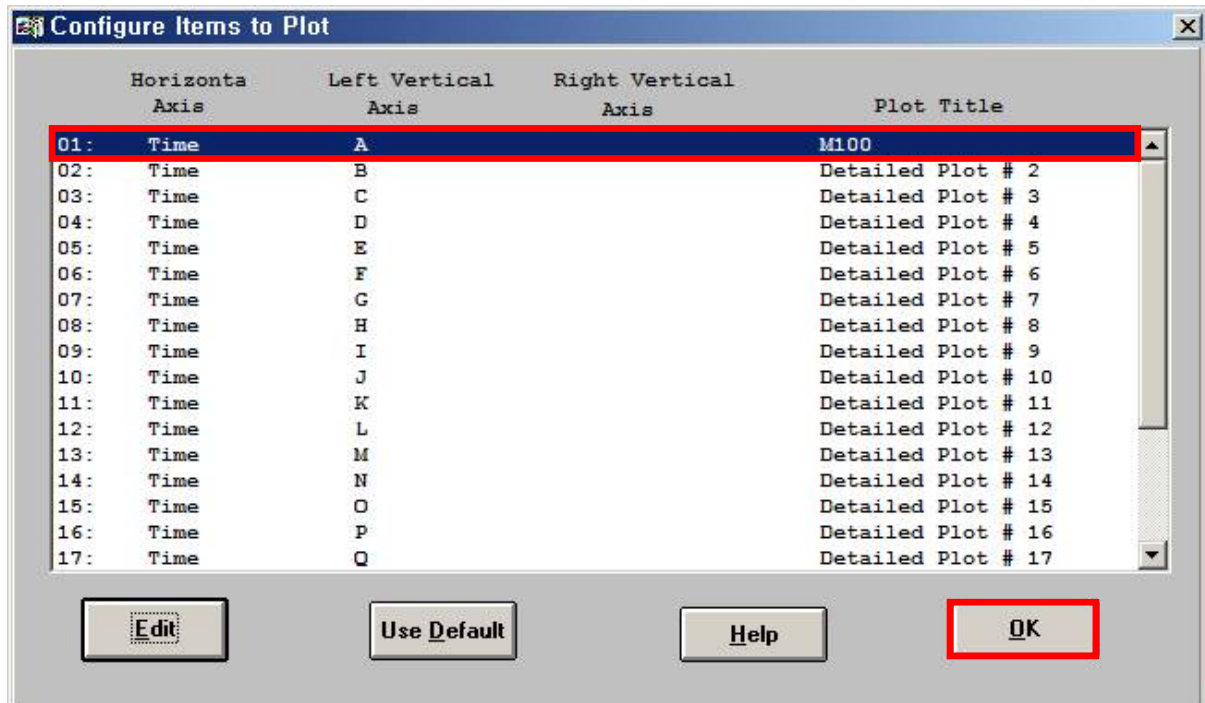 Configure Items to Plot
Horizonta Left Vertical Right Vertical
Axis Axis Axis Plot Title
01: Time A M100
02: Time B Detailed Plot # 2
03: Time C Detailed Plot # 3
04: Time D Detailed Plot # 4
05: Time E Detailed Plot # 5
06: Time F Detailed Plot # 6
07: Time G Detailed Plot # 7
08: Time H Detailed Plot # 8
09: Time I Detailed Plot # 9
10: Time J Detailed Plot # 10
11: Time K Detailed Plot # 11
12: Time L Detailed Plot # 12
13: Time M Detailed Plot # 13
14: Time N Detailed Plot # 14
15: Time O Detailed Plot # 15
16: Time P Detailed Plot # 16
17: Time Q Detailed Plot # 17
Edit Use Default Help OK